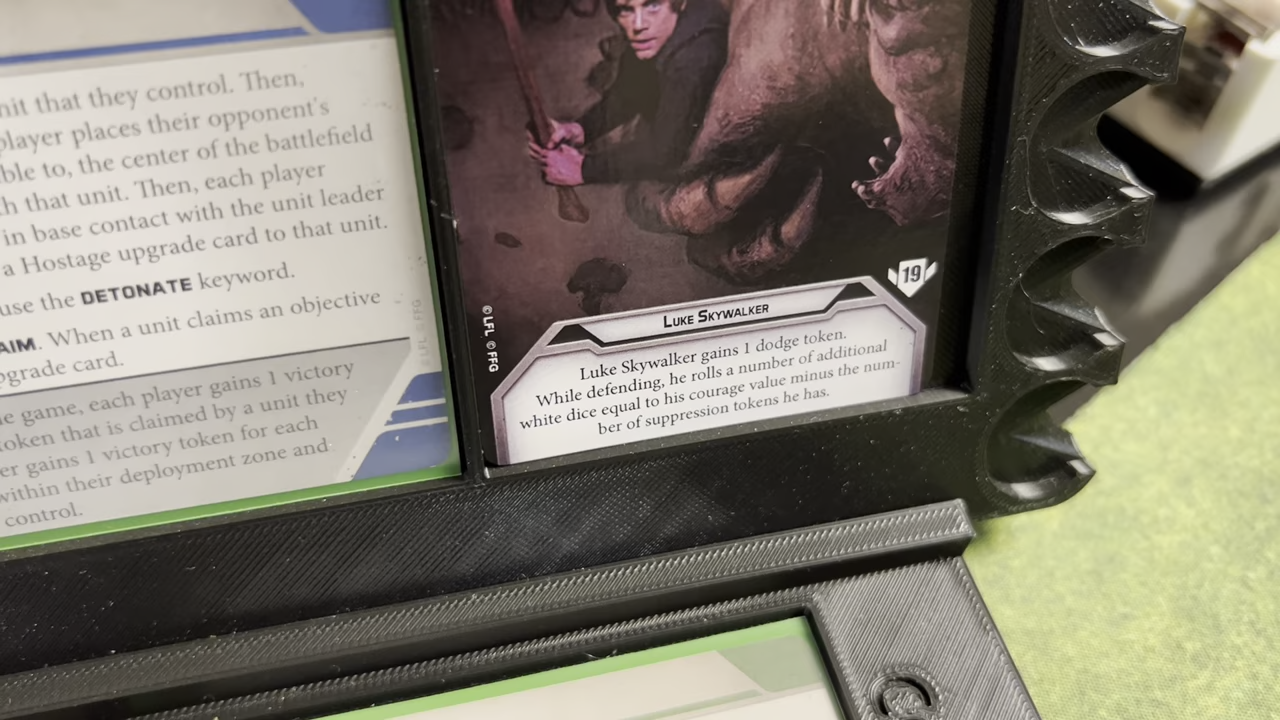 nit that they control. Then,
player places their opponent's
ble to, the center of the battlefield
h that unit. Then, each player
in base contact with the unit leader
a Hostage upgrade card to that unit.
use the DETONATE keyword.
AIM. When a unit claims an objective
pgrade card.
e game, each player gains 1 victory
token that is claimed by a unit they
er gains 1 victory token for each
within their deployment zone and
control.
© LFL © FFG
19
LUKE SKYWALKER
Luke Skywalker gains 1 dodge token.
While defending, he rolls a number of additional
white dice equal to his courage value minus the num-
ber of suppression tokens he has.
© LFL © FFG